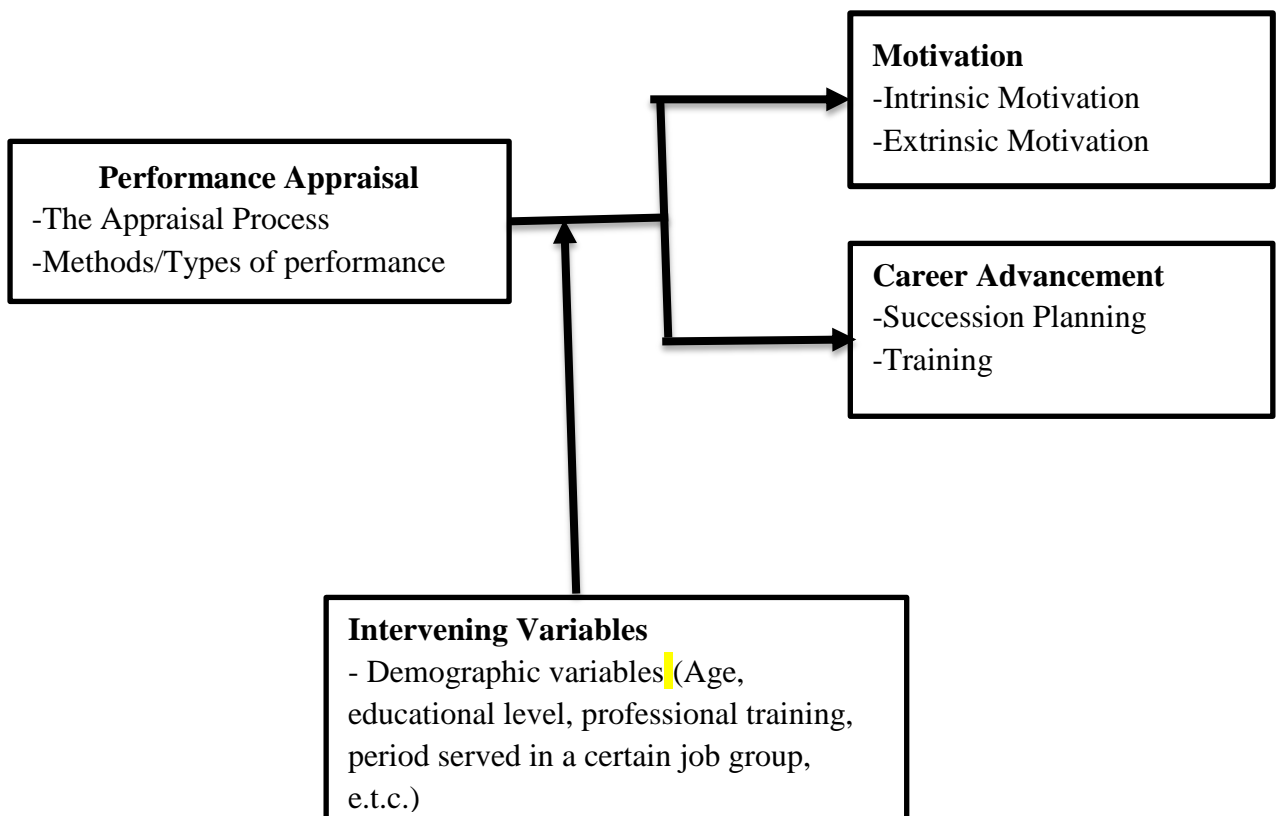 Motivation
-Intrinsic Motivation
-Extrinsic Motivation
Performance Appraisal
-The Appraisal Process
-Methods/Types of performance
Career Advancement
-Succession Planning
-Training
Intervening Variables
- Demographic variables (Age,
educational level, professional training,
period served in a certain job group,
e.t.c.)